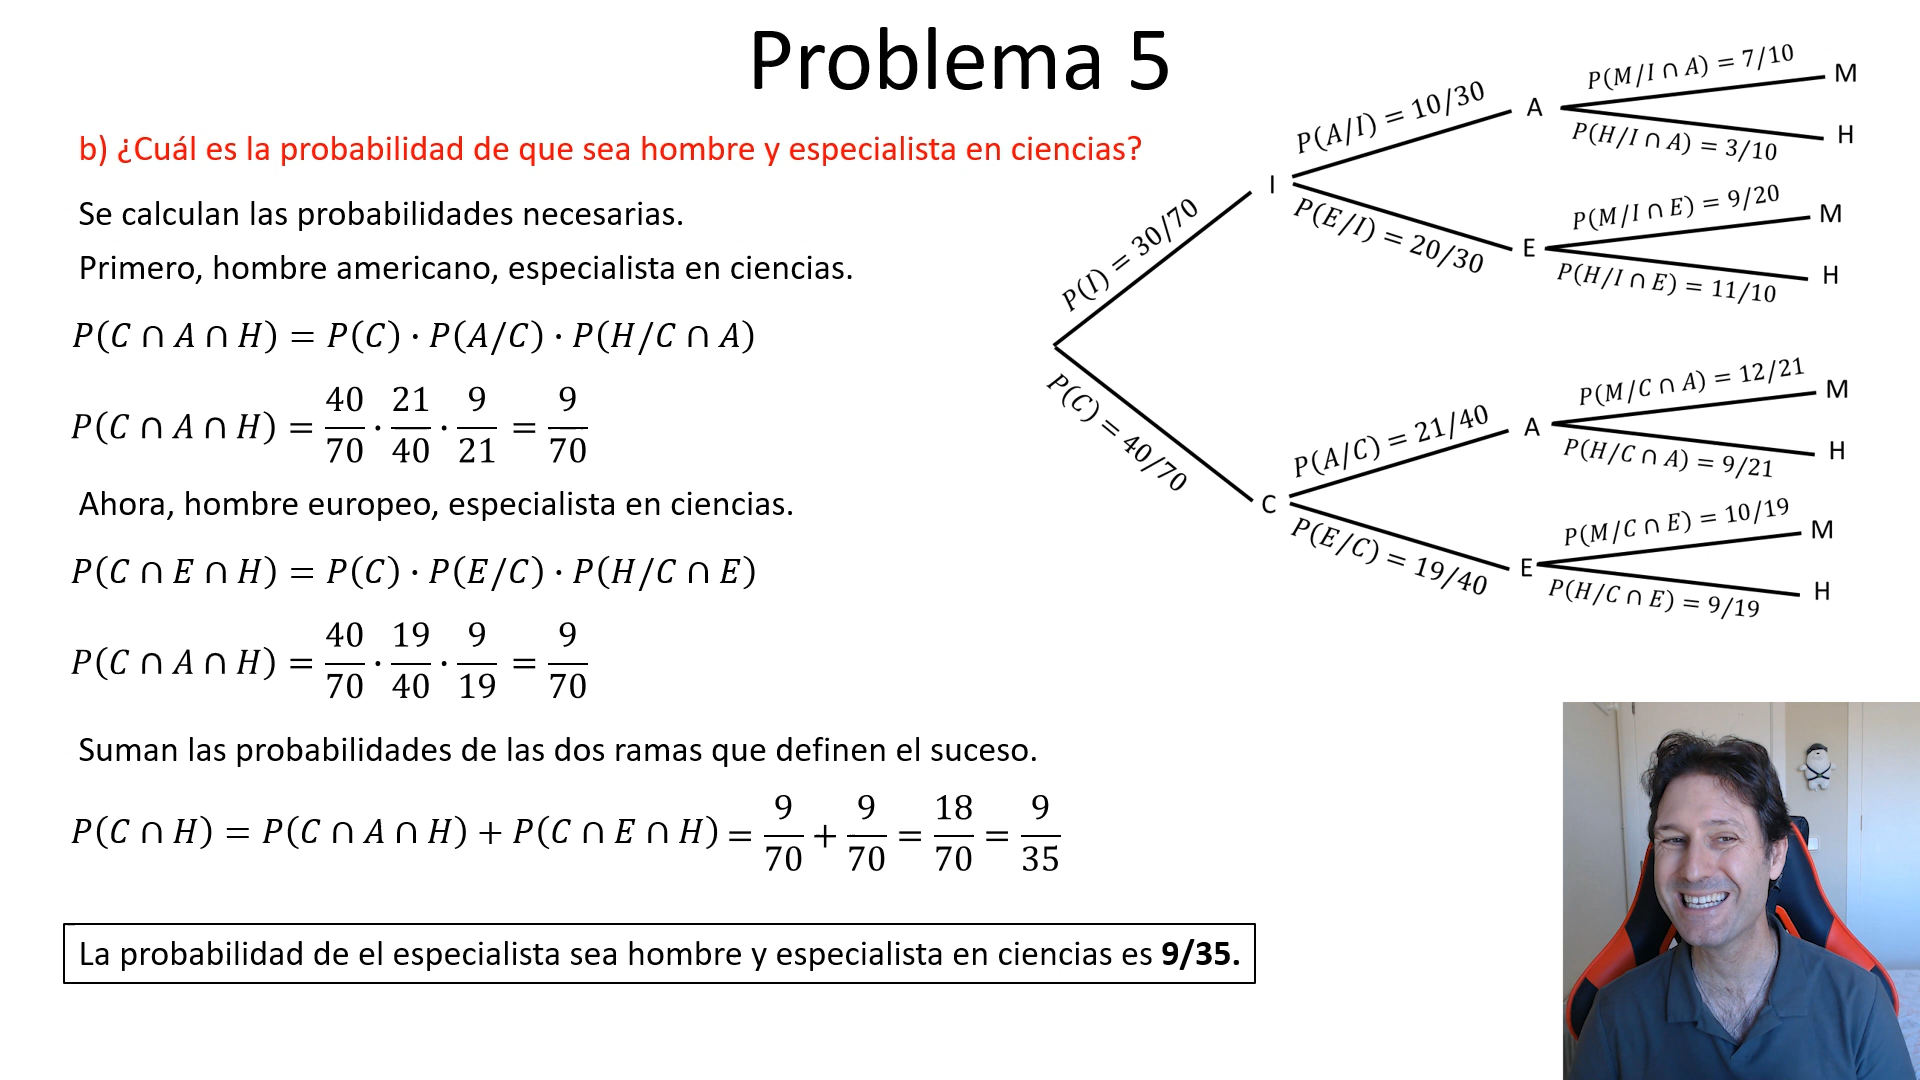 Problema 5
b) ¿Cuál es la probabilidad de que sea hombre y especialista en ciencias?
Se calculan las probabilidades necesarias.
Primero, hombre americano, especialista en ciencias.
P(C ∩ A ∩ H) = P(C) · P(A/C) · P(H/C ∩ A)
P(C ∩ A ∩ H) = 40/70 · 21/40 · 9/21 = 9/70
Ahora, hombre europeo, especialista en ciencias.
P(C ∩ E ∩ H) = P(C) · P(E/C) · P(H/C ∩ E)
P(C ∩ A ∩ H) = 40/70 · 19/40 · 9/19 = 9/70
Suman las probabilidades de las dos ramas que definen el suceso.
P(C ∩ H) = P(C ∩ A ∩ H) + P(C ∩ E ∩ H) = 9/70 + 9/70 = 18/70 = 9/35
La probabilidad de el especialista sea hombre y especialista en ciencias es 9/35.
P(I) = 30/70
I
P(A/I) = 10/30
A
P(M/I ∩ A) = 7/10
M
P(H/I ∩ A) = 3/10
H
P(E/I) = 20/30
E
P(M/I ∩ E) = 9/20
M
P(H/I ∩ E) = 11/10
H
P(C) = 40/70
C
P(A/C) = 21/40
A
P(M/C ∩ A) = 12/21
M
P(H/C ∩ A) = 9/21
H
P(E/C) = 19/40
E
P(M/C ∩ E) = 10/19
M
P(H/C ∩ E) = 9/19
H